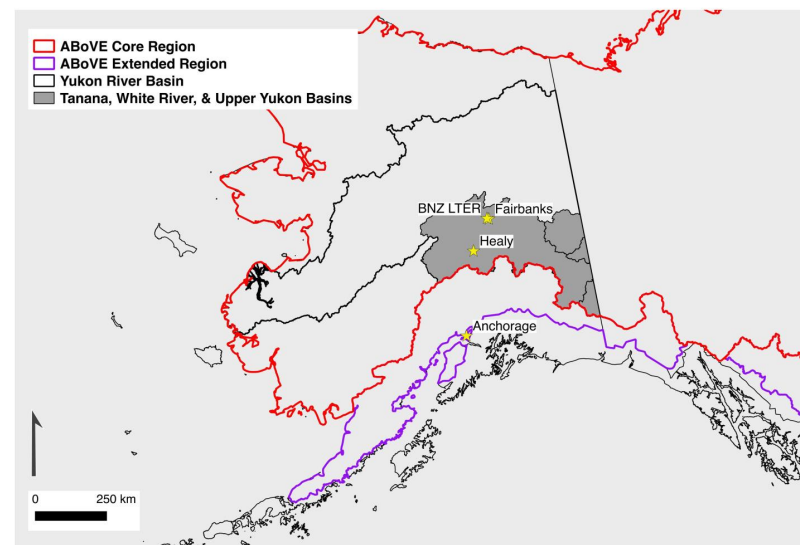 ABoVE Core Region
ABoVE Extended Region
Yukon River Basin
Tanana, White River, & Upper Yukon Basins
BNZ LTER
Fairbanks
Healy
Anchorage
0
250 km